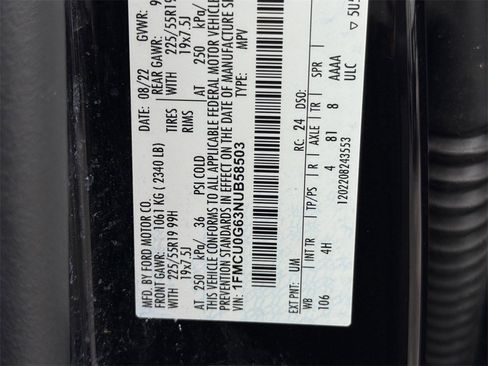 MFD. BY FORD MOTOR CO.
DATE: 08/22 GVWR:
FRONT GAWR: 1061KG ( 2340 LB) REAR GAWR: 9
WITH 225/55R19 99H TIRES WITH 225/55R19
19x7.5J RIMS 19x7.5J
AT 250 kPa/ 36 PSI COLD AT 250 kPa/
THIS VEHICLE CONFORMS TO ALL APPLICABLE FEDERAL MOTOR VEHICLE
PREVENTION STANDARDS IN EFFECT ON THE DATE OF MANUFACTURE
VIN: 1FMCU0G63NUB58503 TYPE: MPV
EXT PNT: UM RC: 24 DSO:
WB INT TR TP/PS R AXLE TR SPR
106 4H 4 81 8 AAAA
1202208243553 ULC
▽ 5U5